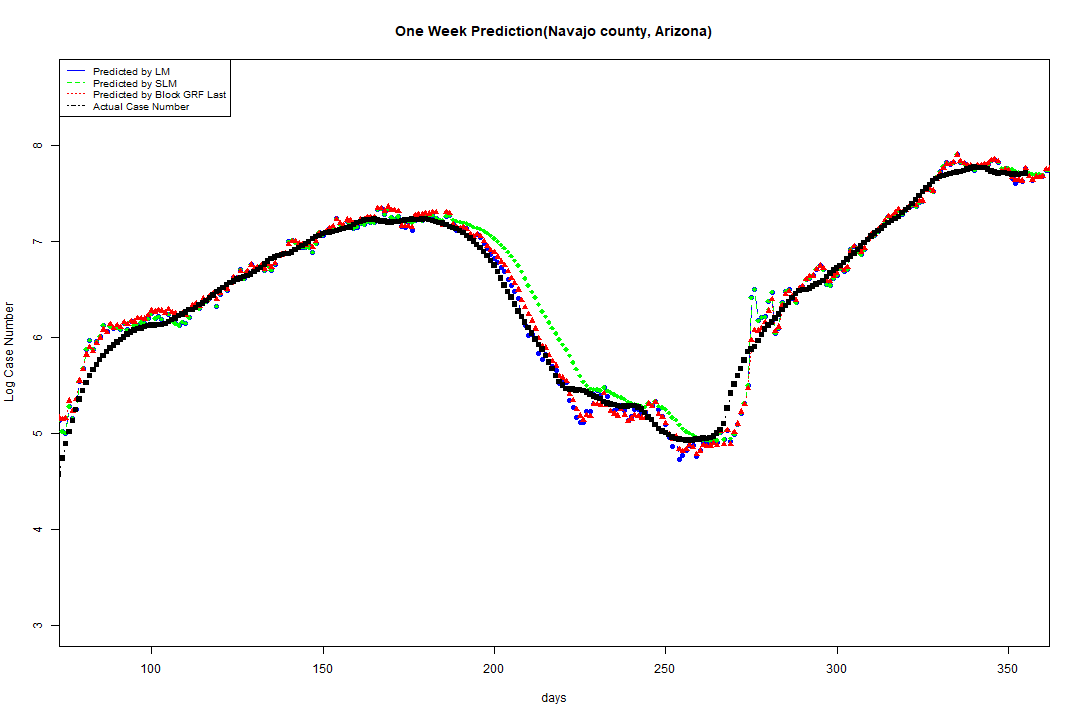 One Week Prediction(Navajo county, Arizona)
Predicted by LM
Predicted by SLM
Predicted by Block GRF Last
Actual Case Number
8
7
6
5
4
3
Log Case Number
100 150 200 250 300 350
days